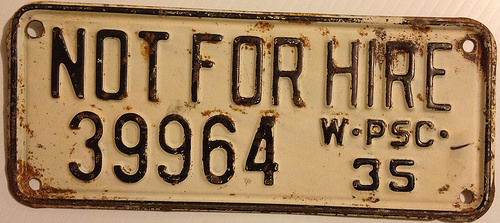 NOT FOR HIRE
39964 W·PSC·
35